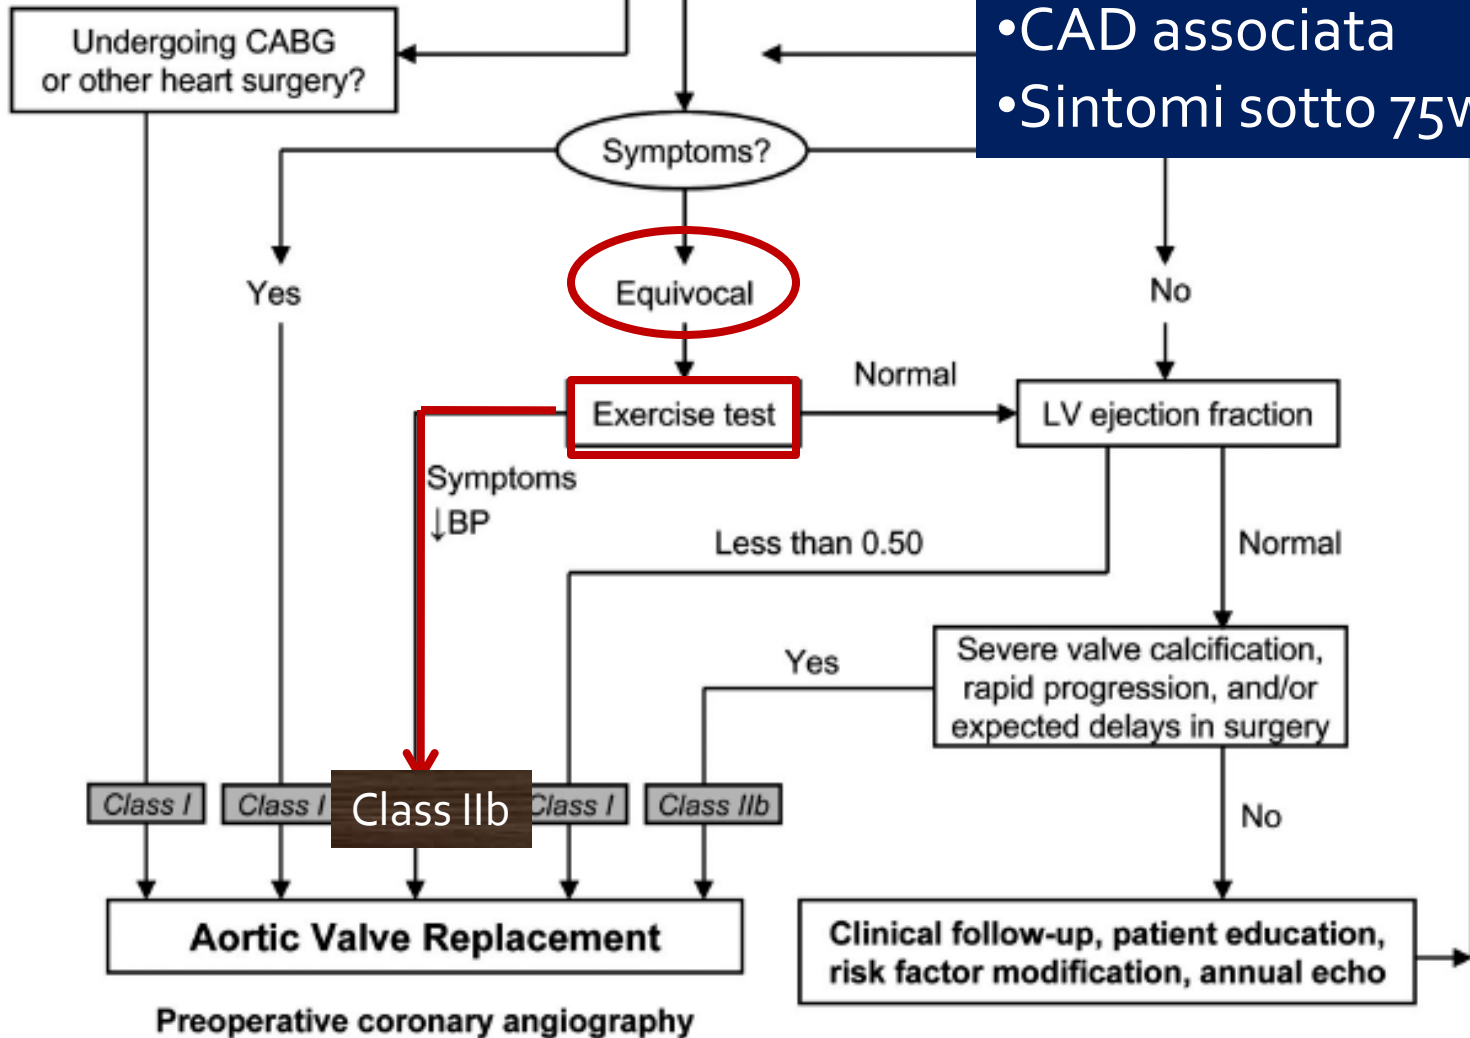 Undergoing CABG
or other heart surgery?
•CAD associata
•Sintomi sotto 75w
Symptoms?
Yes
Equivocal
No
Exercise test
Normal
LV ejection fraction
Symptoms
↓BP
Less than 0.50
Normal
Yes
Severe valve calcification,
rapid progression, and/or
expected delays in surgery
Class I
Class I
Class IIb
Class I
Class IIb
No
Aortic Valve Replacement
Clinical follow-up, patient education,
risk factor modification, annual echo
Preoperative coronary angiography